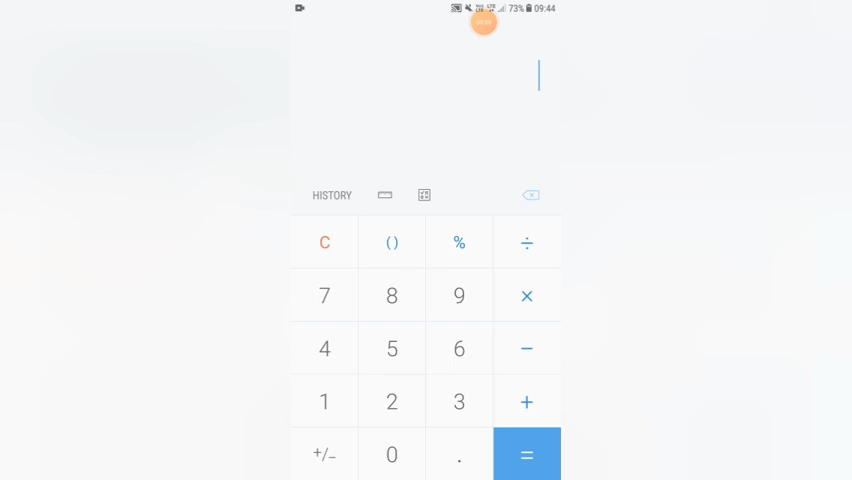 73% 09:44
HISTORY
C () % ÷
7 8 9 ×
4 5 6 −
1 2 3 +
+/− 0 . =